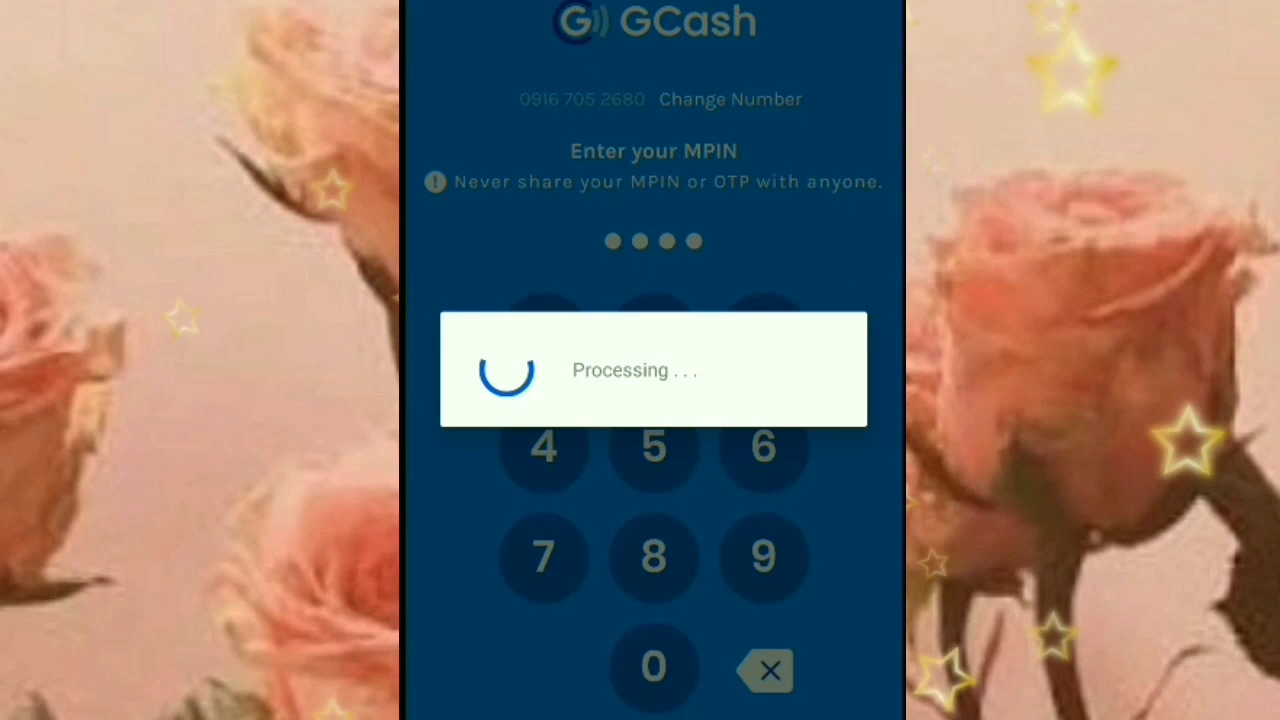 GCash
0916 705 2680 Change Number
Enter your MPIN
! Never share your MPIN or OTP with anyone.
Processing . . .
4 5 6
7 8 9
0